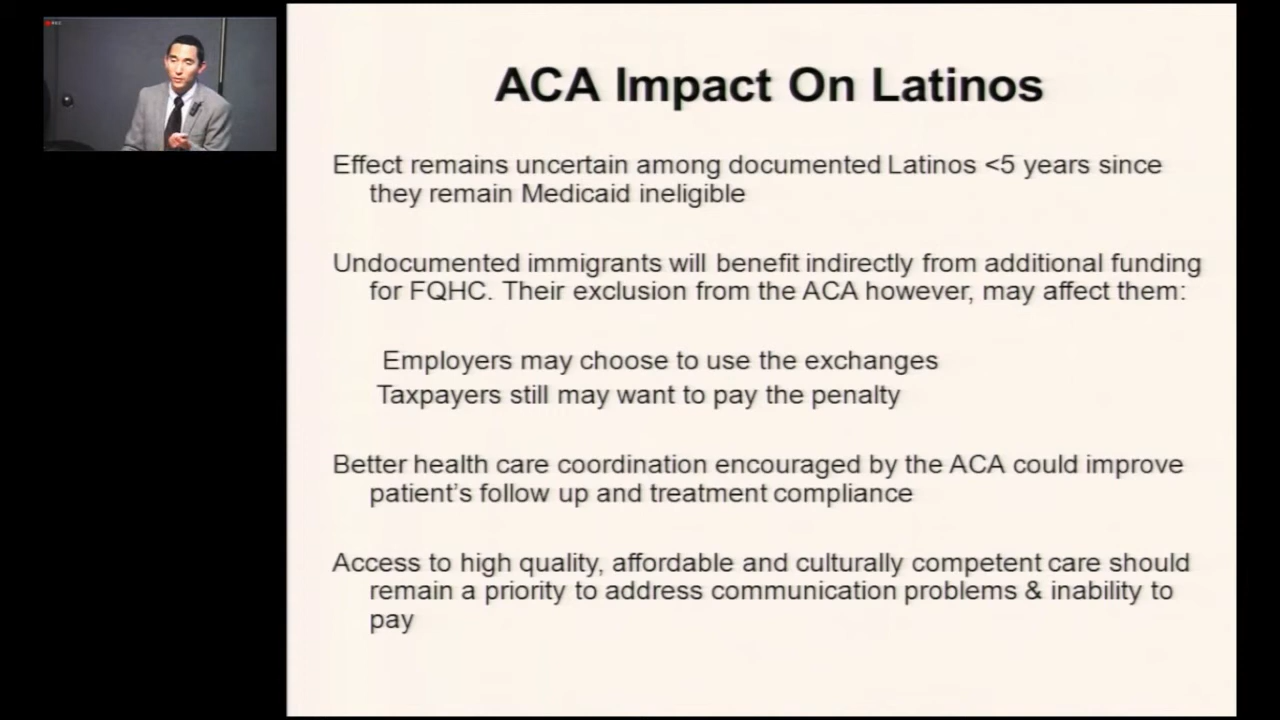 ACA Impact On Latinos
Effect remains uncertain among documented Latinos <5 years since
they remain Medicaid ineligible
Undocumented immigrants will benefit indirectly from additional funding
for FQHC. Their exclusion from the ACA however, may affect them:
Employers may choose to use the exchanges
Taxpayers still may want to pay the penalty
Better health care coordination encouraged by the ACA could improve
patient's follow up and treatment compliance
Access to high quality, affordable and culturally competent care should
remain a priority to address communication problems & inability to
pay